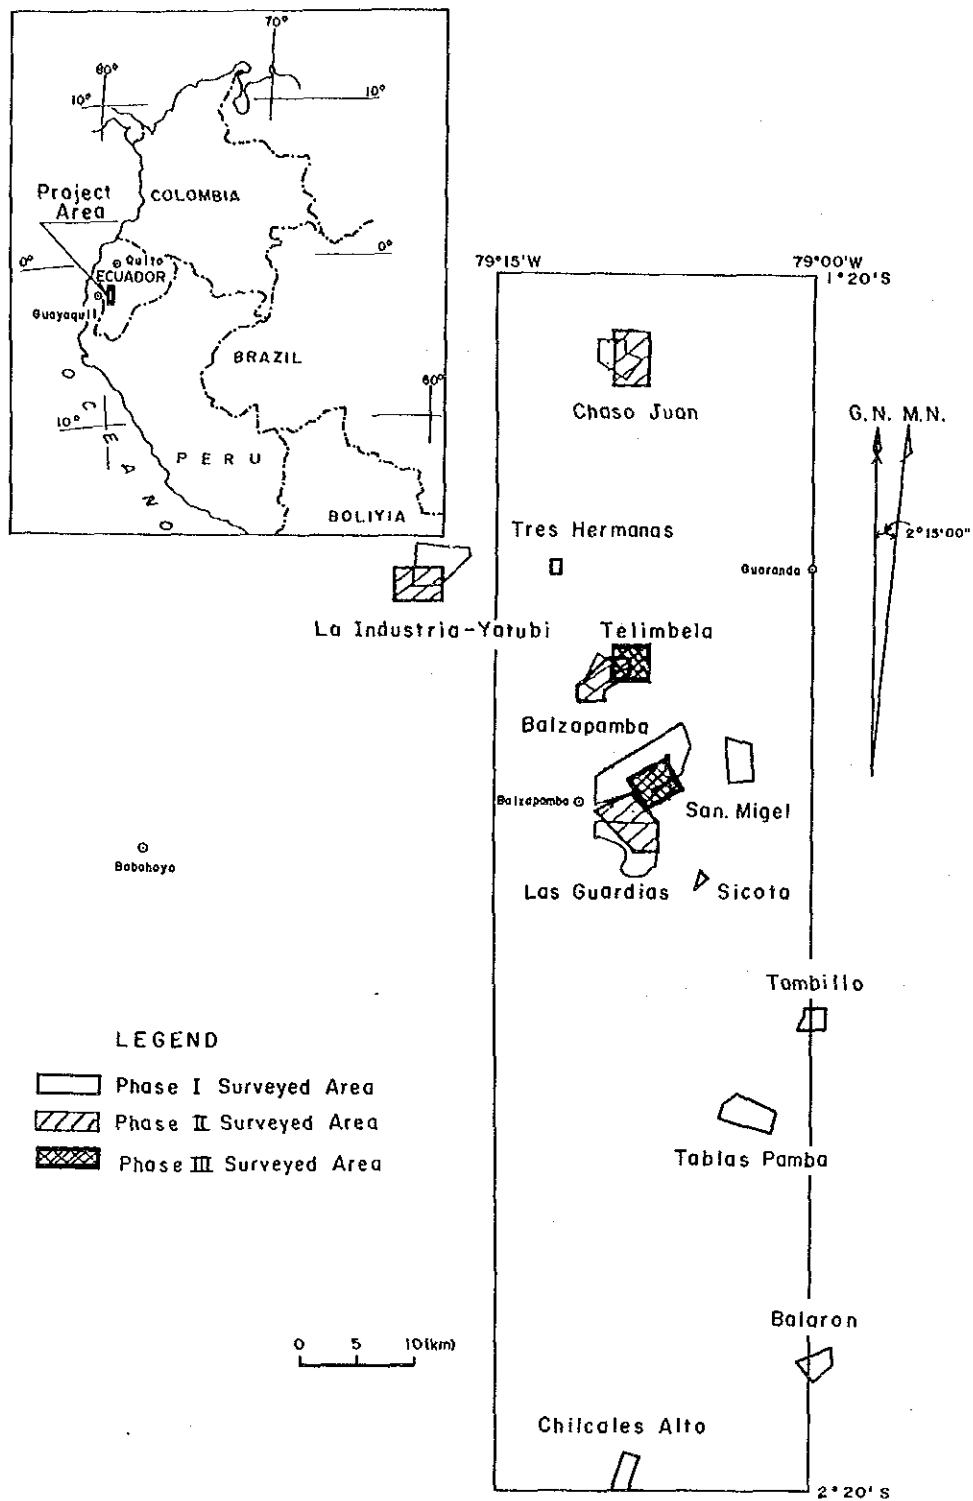 70°
80°
10°
10°
Project
Area
COLOMBIA
0°
Quito
0°
ECUADOR
Guayaquil
BRAZIL
60°
10°
OCEANO
PERU
BOLIYIA
79°15'W
79°00'W
1°20'S
Chaso Juan
G.N. M.N.
2°15'00"
Tres Hermanas
Guaranda
La Industria-Yatubi
Telimbela
Balzapamba
Balzapamba
San. Migel
Babahoyo
Las Guardias
Sicota
Tambillo
LEGEND
Phase I Surveyed Area
Phase II Surveyed Area
Phase III Surveyed Area
Tablas Pamba
Balaron
0 5 10(km)
Chilcales Alto
2°20'S